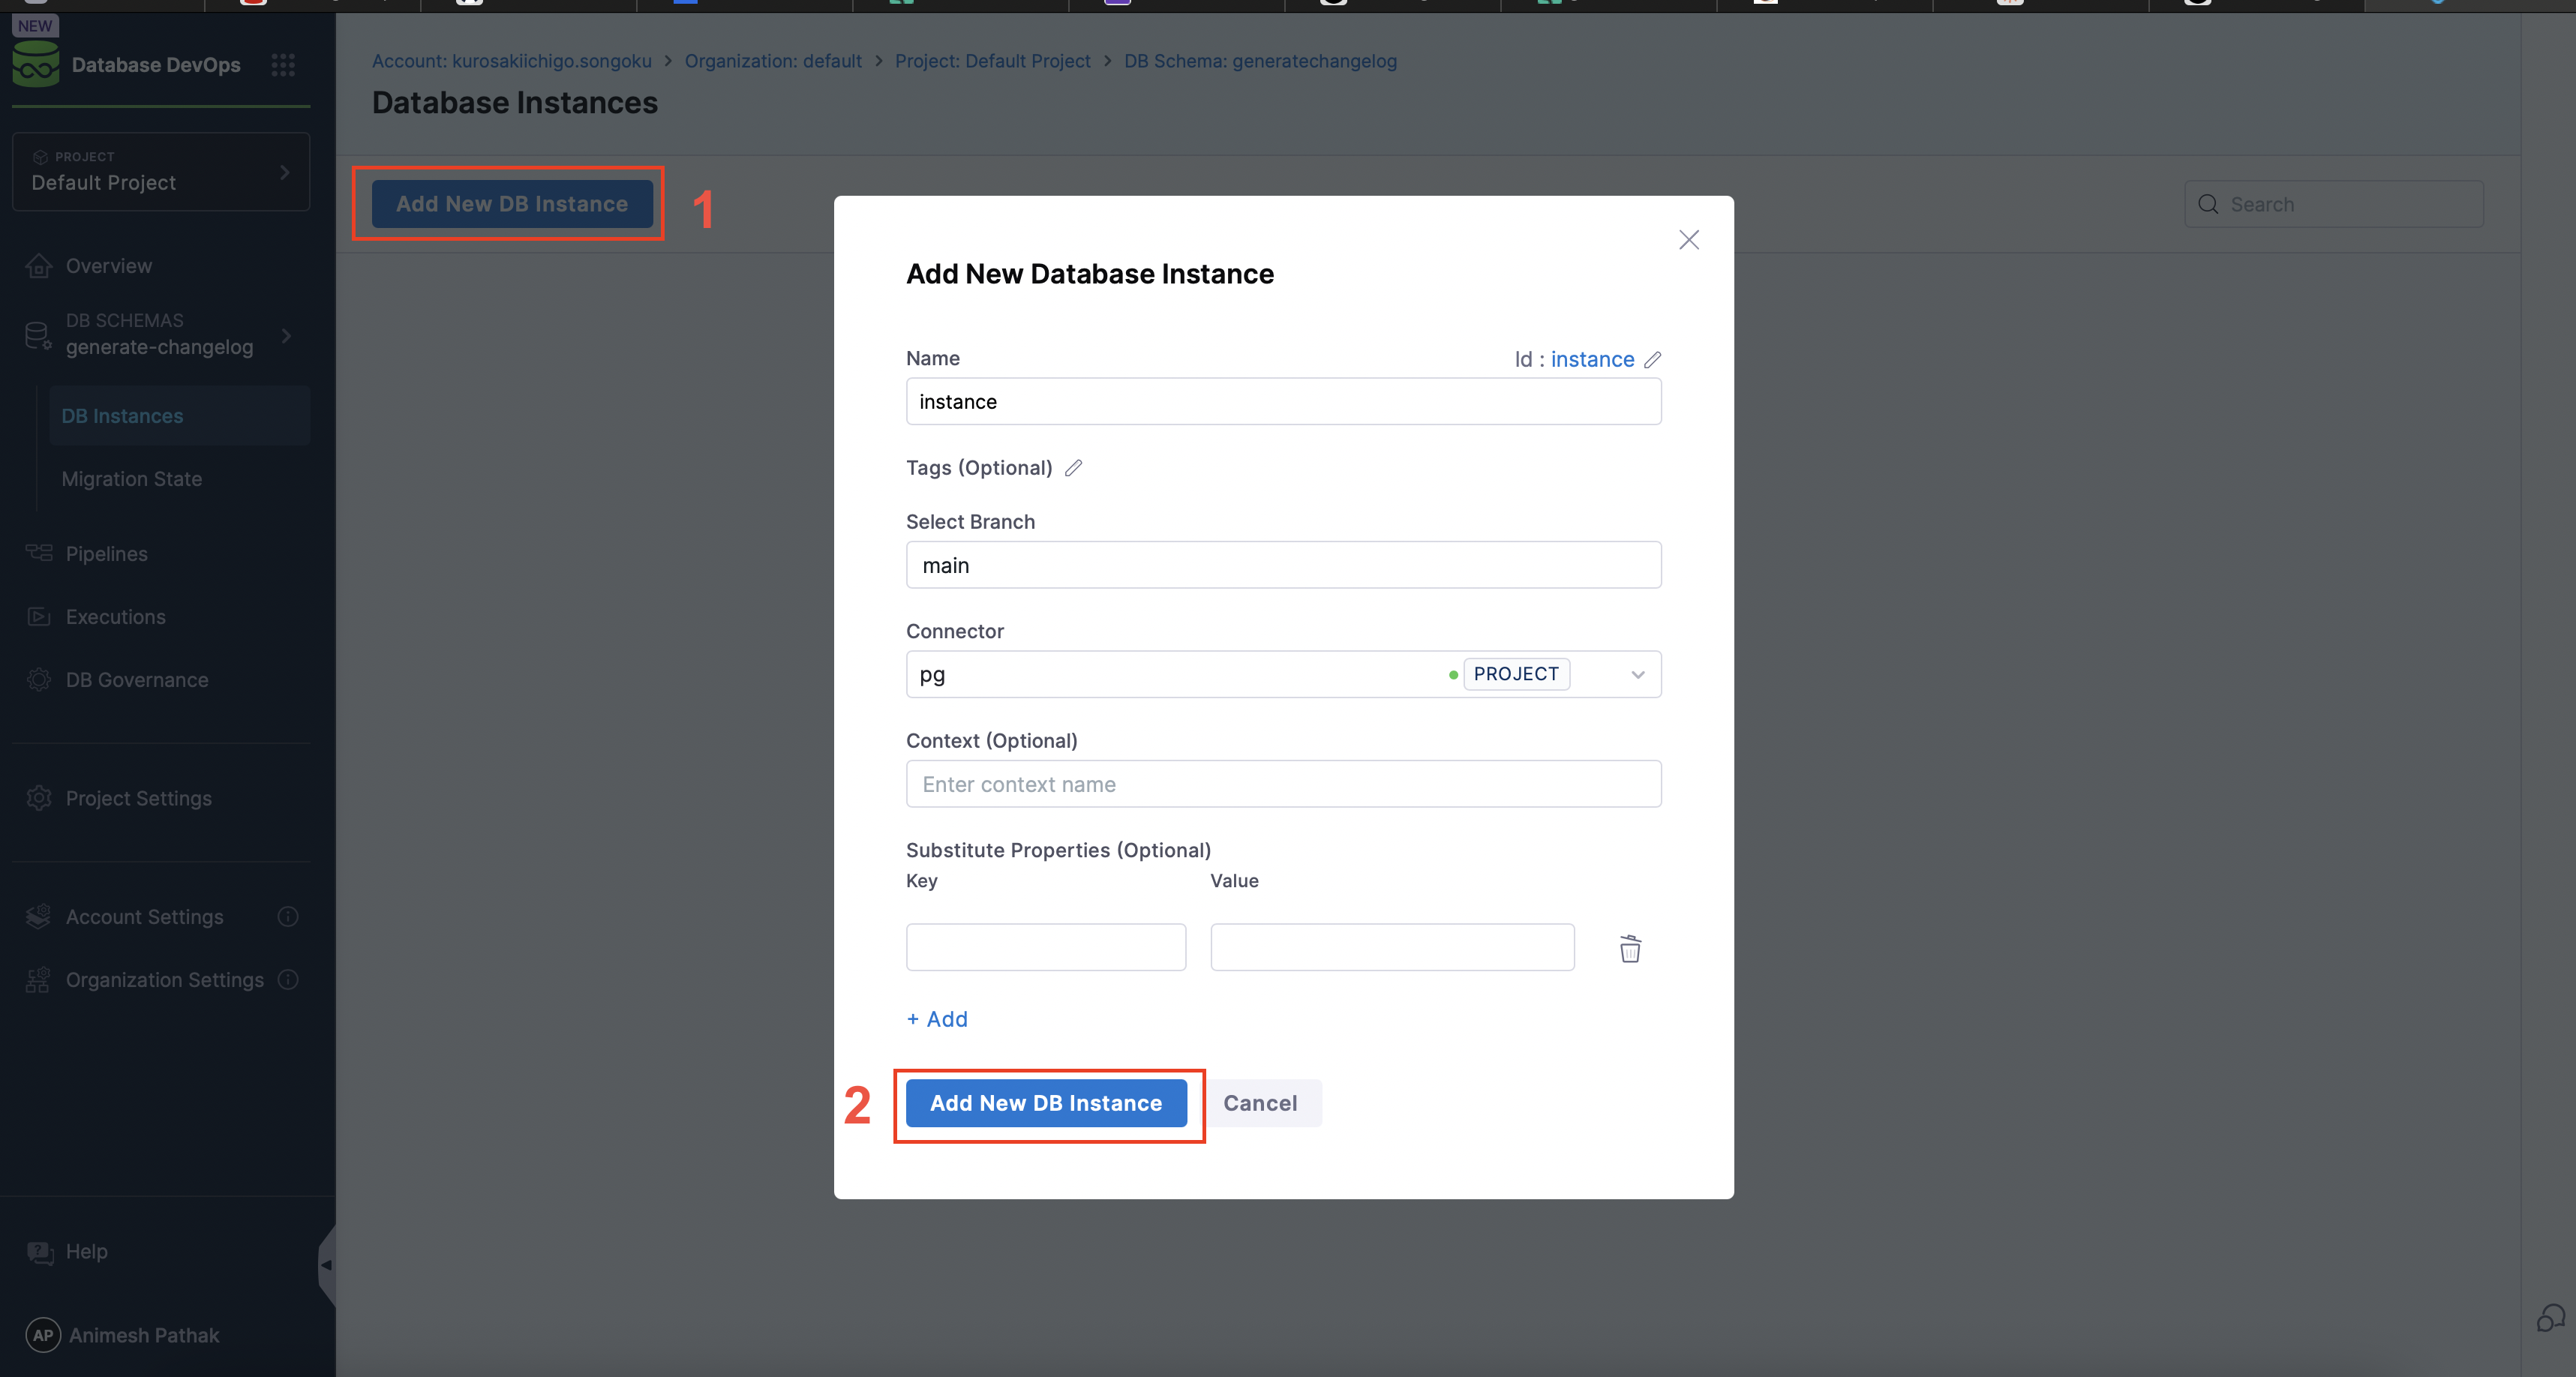 NEW
Database DevOps
PROJECT
Default Project
Overview
DB SCHEMAS
generate-changelog
DB Instances
Migration State
Pipelines
Executions
DB Governance
Project Settings
Account Settings
Organization Settings
Help
AP Animesh Pathak
Account: kurosakiichigo.songoku > Organization: default > Project: Default Project > DB Schema: generatechangelog
Database Instances
Add New DB Instance 1
Search
Add New Database Instance
Name Id : instance
instance
Tags (Optional)
Select Branch
main
Connector
pg PROJECT
Context (Optional)
Enter context name
Substitute Properties (Optional)
Key Value
+ Add
2 Add New DB Instance Cancel